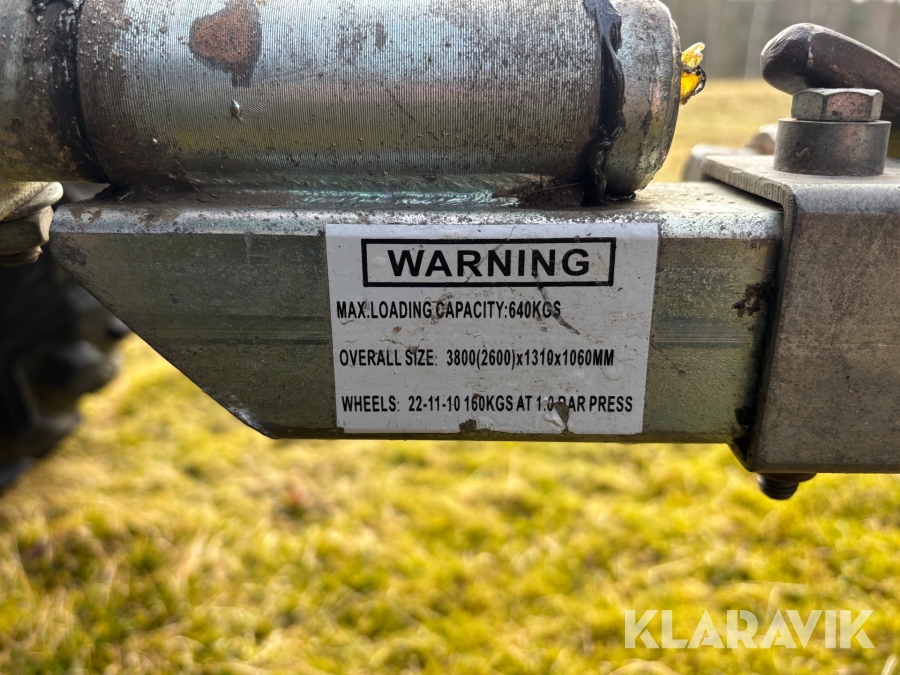 WARNING
MAX.LOADING CAPACITY:640KGS
OVERALL SIZE: 3800(2600)x1310x1060MM
WHEELS: 22-11-10 160KGS AT 1.0 BAR PRESS
KLARAVIK